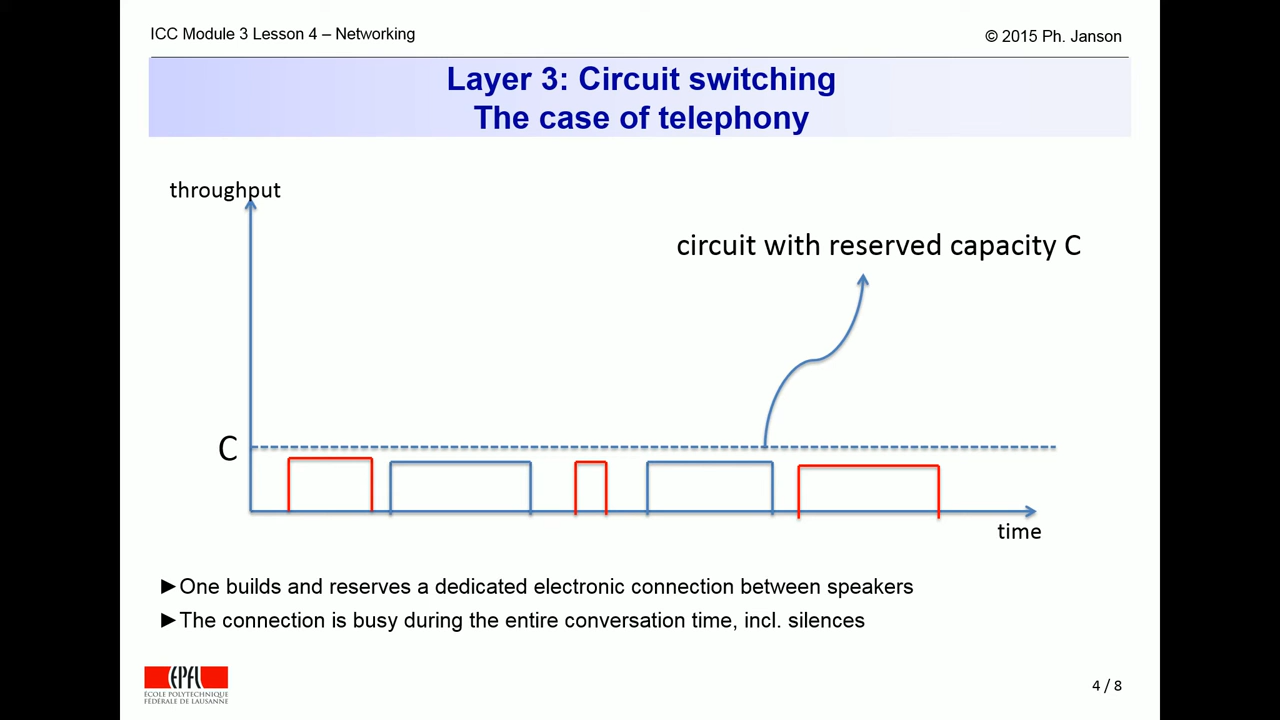 ICC Module 3 Lesson 4 – Networking
© 2015 Ph. Janson
Layer 3: Circuit switching
The case of telephony
throughput
circuit with reserved capacity C
C
time
►One builds and reserves a dedicated electronic connection between speakers
►The connection is busy during the entire conversation time, incl. silences
EPFL
ÉCOLE POLYTECHNIQUE
FÉDÉRALE DE LAUSANNE
4 / 8